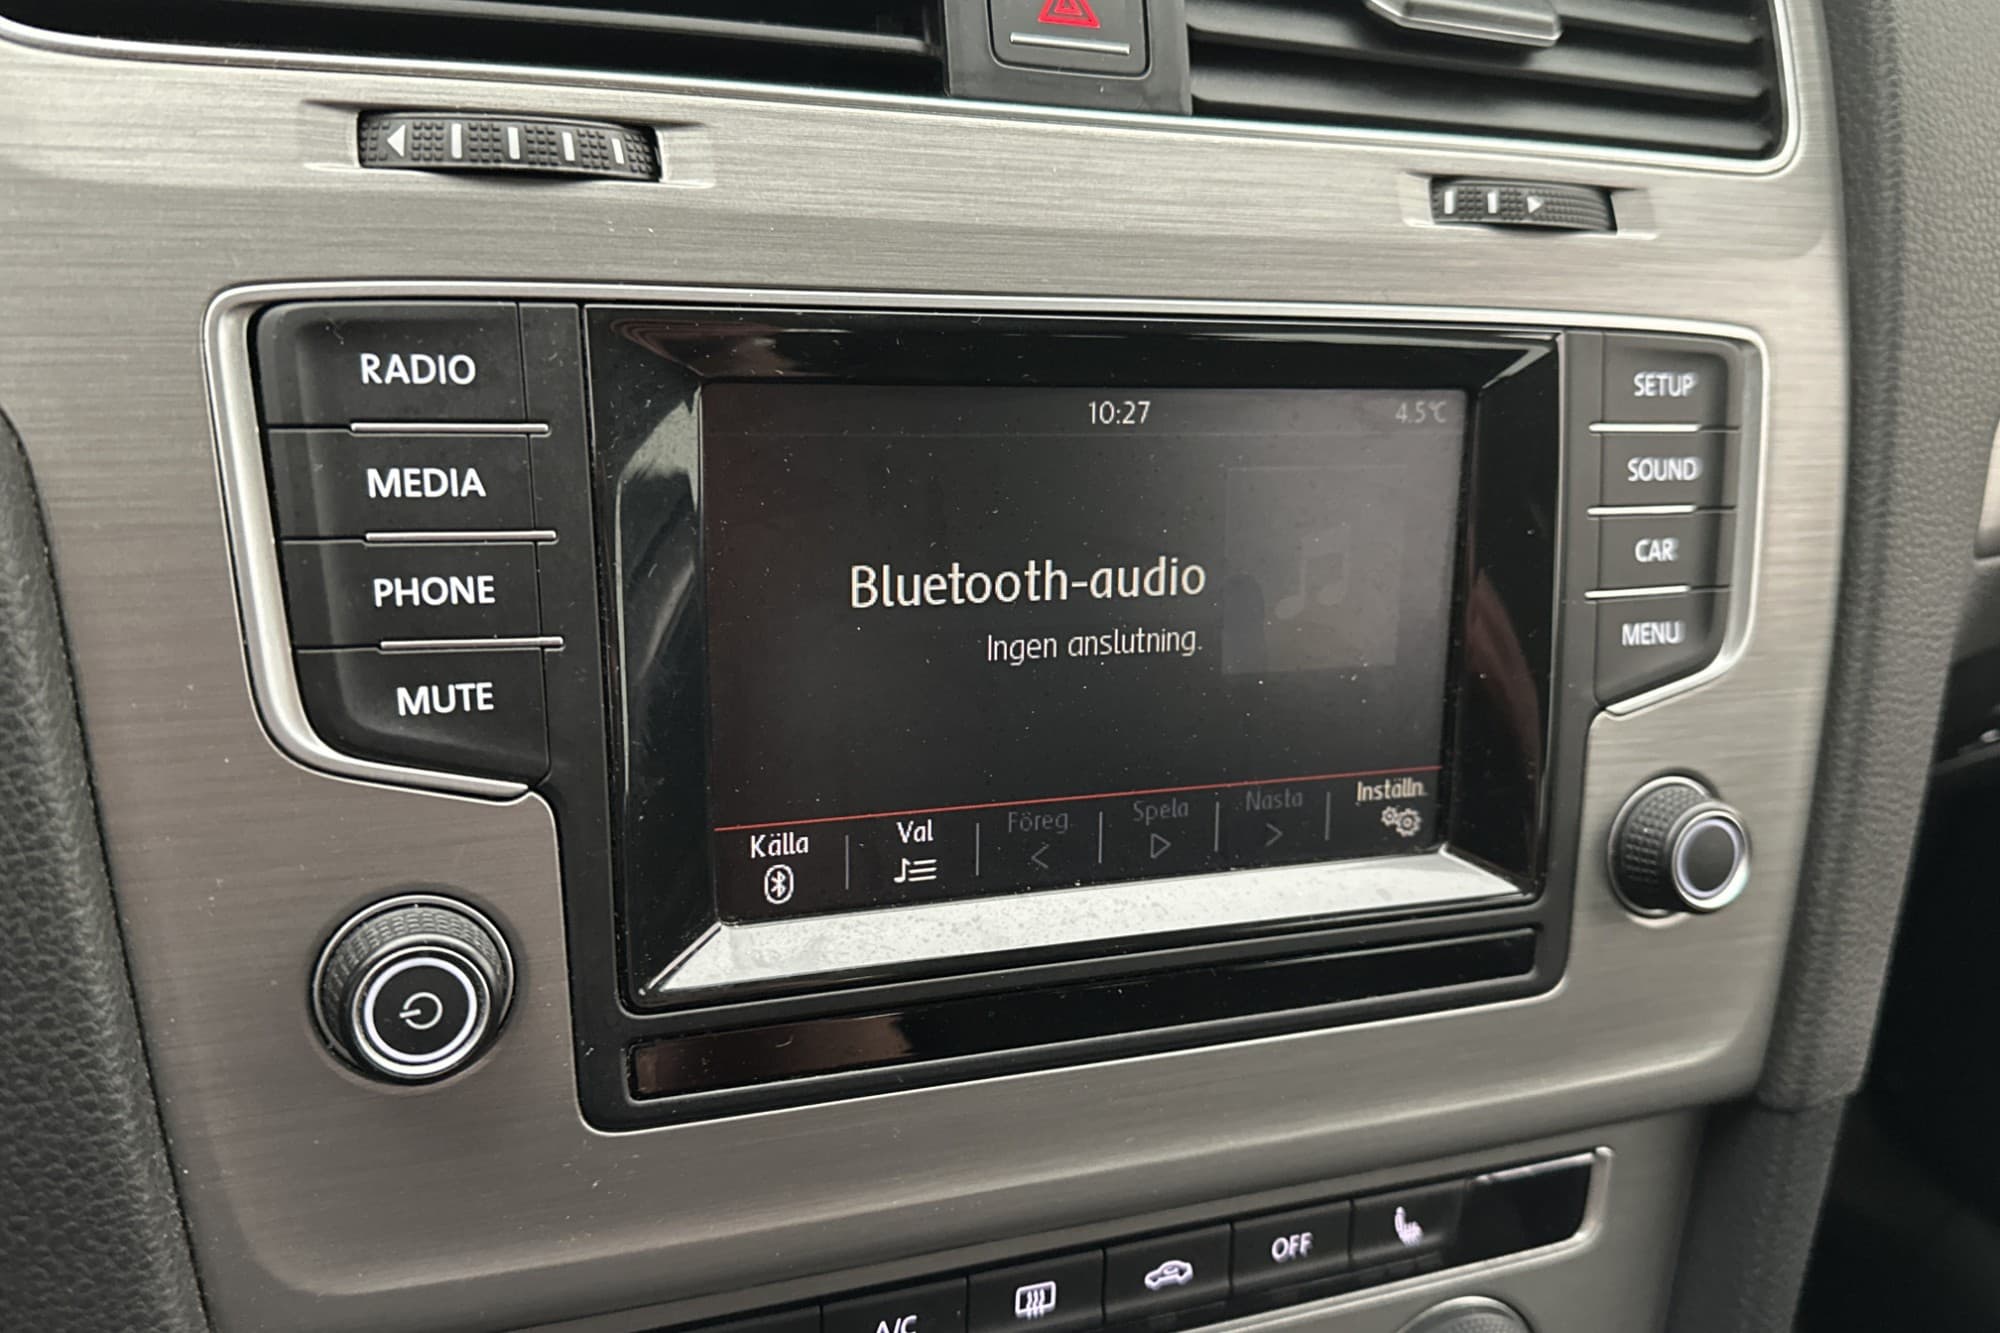 RADIO
MEDIA
PHONE
MUTE
10:27
4.5°C
Bluetooth-audio
Ingen anslutning.
Källa
Val
Föreg.
Spela
Nästa
Inställn.
SETUP
SOUND
CAR
MENU
A/C
OFF